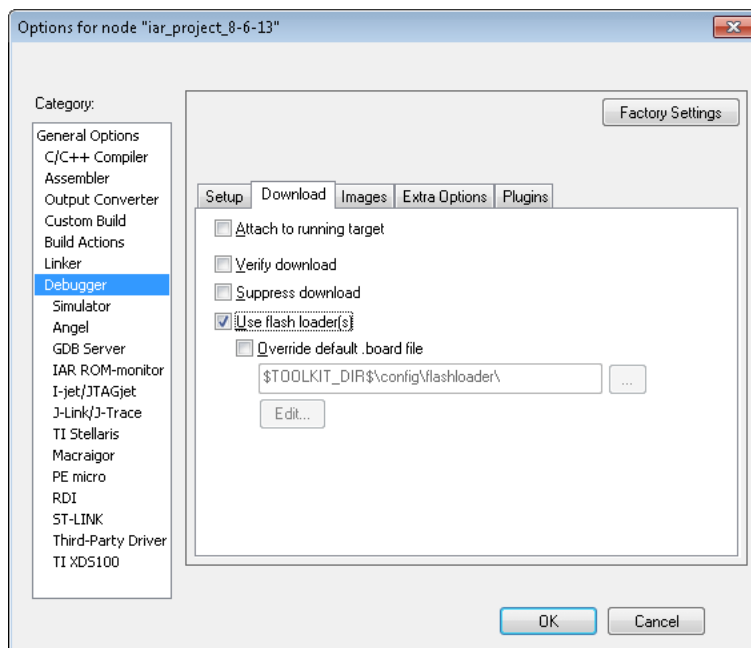 Options for node "iar_project_8-6-13"
Category:
Factory Settings
General Options
C/C++ Compiler
Assembler
Output Converter
Custom Build
Build Actions
Linker
Debugger
Simulator
Angel
GDB Server
IAR ROM-monitor
I-jet/JTAGjet
J-Link/J-Trace
TI Stellaris
Macraigor
PE micro
RDI
ST-LINK
Third-Party Driver
TI XDS100
Setup Download Images Extra Options Plugins
Attach to running target
Verify download
Suppress download
Use flash loader(s)
Override default .board file
$TOOLKIT_DIR$\config\flashloader\ ...
Edit...
OK Cancel